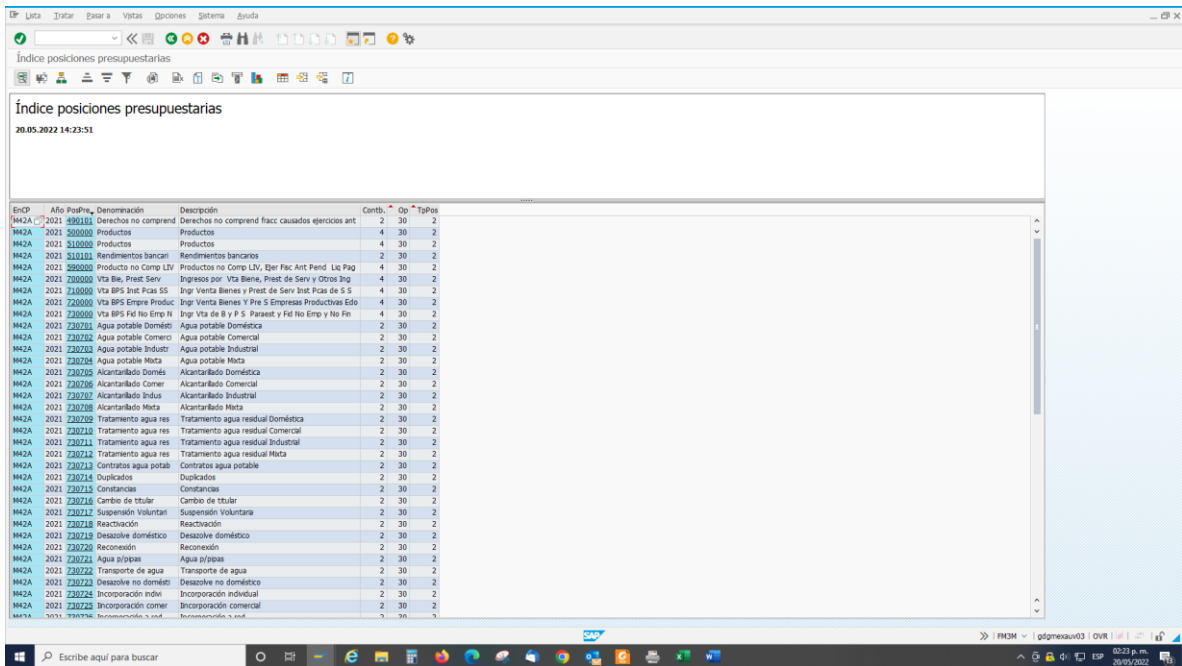 Lista Tratar Pasar a Vistas Opciones Sistema Ayuda
Índice posiciones presupuestarias
Índice posiciones presupuestarias
20.05.2022 14:23:51
EnCP Año PosPre Denominación Descripción Contb. Op TpPos
M42A 2021 490101 Derechos no comprend Derechos no comprend fracc causados ejercicios ant 2 30 2
M42A 2021 500000 Productos Productos 4 30 2
M42A 2021 510000 Productos Productos 4 30 2
M42A 2021 510101 Rendimientos bancari Rendimientos bancarios 2 30 2
M42A 2021 590000 Producto no Comp LIV Productos no Comp LIV, Ejer Fisc Ant Pend Liq Pag 4 30 2
M42A 2021 700000 Vta Bie, Prest Serv Ingresos por Vta Biene, Prest de Serv y Otros Ing 4 30 2
M42A 2021 710000 Vta BPS Inst Pcas SS Ingr Venta Bienes y Prest de Serv Inst Pcas de S S 4 30 2
M42A 2021 720000 Vta BPS Empre Produc Ingr Venta Bienes Y Pre S Empresas Productivas Edo 4 30 2
M42A 2021 730000 Vta BPS Fid No Emp N Ingr Vta de B y P S Paraest y Fid No Emp y No Fin 4 30 2
M42A 2021 730701 Agua potable Domésti Agua potable Doméstica 2 30 2
M42A 2021 730702 Agua potable Comerci Agua potable Comercial 2 30 2
M42A 2021 730703 Agua potable Industr Agua potable Industrial 2 30 2
M42A 2021 730704 Agua potable Mixta Agua potable Mixta 2 30 2
M42A 2021 730705 Alcantarillado Domés Alcantarillado Doméstica 2 30 2
M42A 2021 730706 Alcantarillado Comer Alcantarillado Comercial 2 30 2
M42A 2021 730707 Alcantarillado Indus Alcantarillado Industrial 2 30 2
M42A 2021 730708 Alcantarillado Mixta Alcantarillado Mixta 2 30 2
M42A 2021 730709 Tratamiento agua res Tratamiento agua residual Doméstica 2 30 2
M42A 2021 730710 Tratamiento agua res Tratamiento agua residual Comercial 2 30 2
M42A 2021 730711 Tratamiento agua res Tratamiento agua residual Industrial 2 30 2
M42A 2021 730712 Tratamiento agua res Tratamiento agua residual Mixta 2 30 2
M42A 2021 730713 Contratos agua potab Contratos agua potable 2 30 2
M42A 2021 730714 Duplicados Duplicados 2 30 2
M42A 2021 730715 Constancias Constancias 2 30 2
M42A 2021 730716 Cambio de titular Cambio de titular 2 30 2
M42A 2021 730717 Suspensión Voluntari Suspensión Voluntaria 2 30 2
M42A 2021 730718 Reactivación Reactivación 2 30 2
M42A 2021 730719 Desazolve doméstico Desazolve doméstico 2 30 2
M42A 2021 730720 Reconexión Reconexión 2 30 2
M42A 2021 730721 Agua p/pipas Agua p/pipas 2 30 2
M42A 2021 730722 Transporte de agua Transporte de agua 2 30 2
M42A 2021 730723 Desazolve no domésti Desazolve no doméstico 2 30 2
M42A 2021 730724 Incorporación indivi Incorporación individual 2 30 2
M42A 2021 730725 Incorporación comer Incorporación comercial 2 30 2
M42A 2021 730726 Incorporación a red Incorporación a red 2 30 2
SAP
FM3M gdgmexauv03 OVR
Escribe aquí para buscar
ESP 02:23 p. m.
20/05/2022